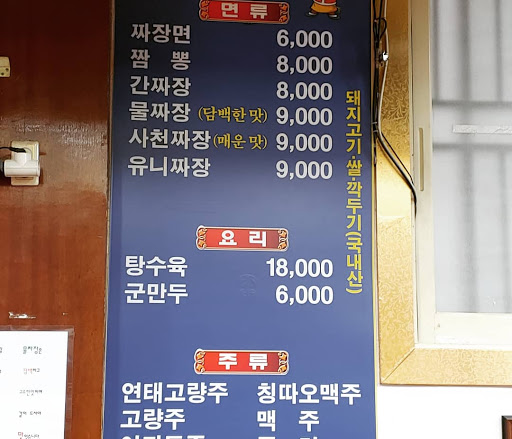 면 류
짜장면 6,000
짬 뽕 8,000
간짜장 8,000
물짜장 (담백한 맛) 9,000
사천짜장 (매운 맛) 9,000
유니짜장 9,000
돼지고기·쌀·깍두기(국내산)
요 리
탕수육 18,000
군만두 6,000
주 류
연태고량주 칭따오맥주
고량주 맥 주